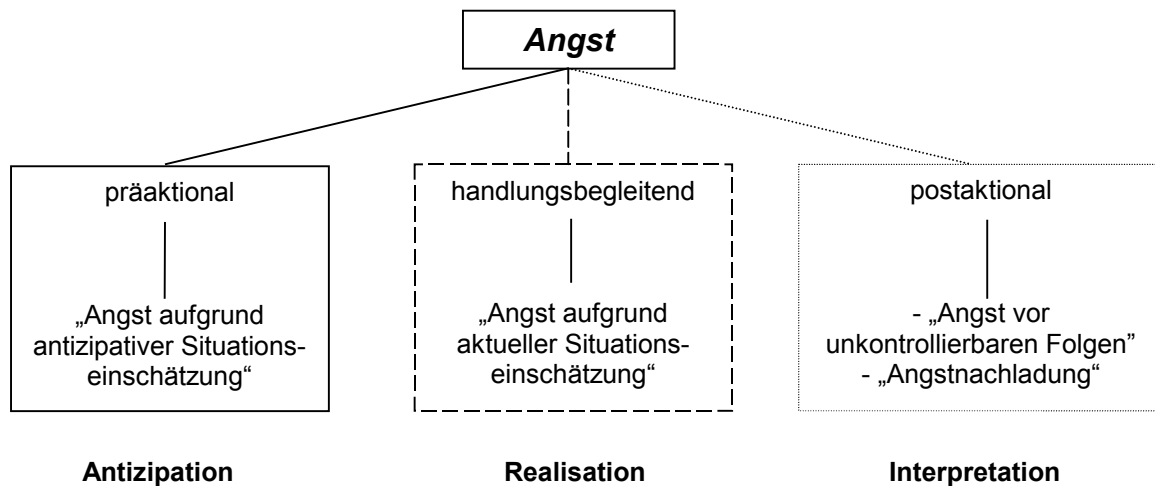 Angst
präaktional
„Angst aufgrund
antizipativer Situations-
einschätzung“
handlungsbegleitend
„Angst aufgrund
aktueller Situations-
einschätzung“
postaktional
- „Angst vor
unkontrollierbaren Folgen”
- „Angstnachladung“
Antizipation
Realisation
Interpretation